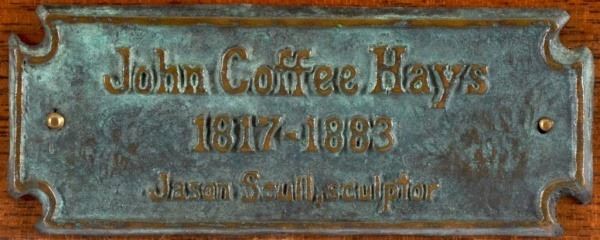 John Coffee Hays
1817-1883
Jason Scull, sculptor